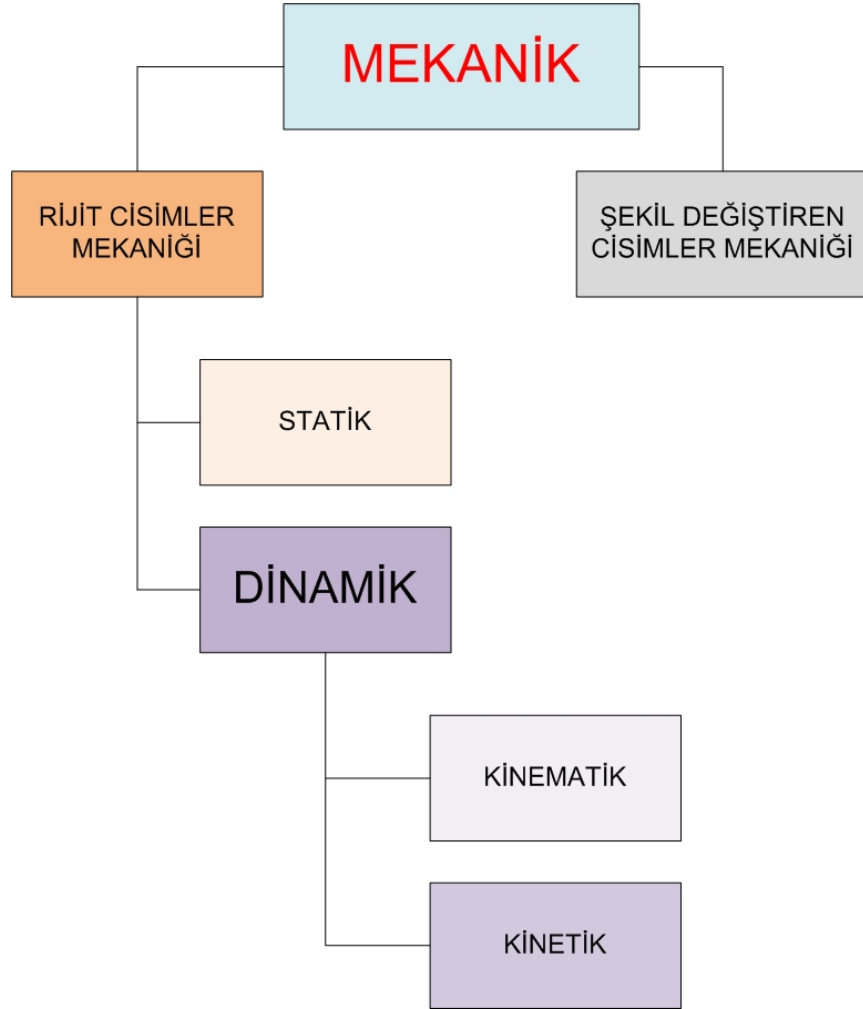 MEKANİK
RİJİT CİSİMLER
MEKANİĞİ
ŞEKİL DEĞİŞTİREN
CİSİMLER MEKANİĞİ
STATİK
DİNAMİK
KİNEMATİK
KİNETİK